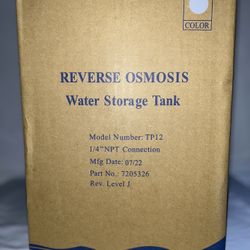 COLOR
REVERSE OSMOSIS
Water Storage Tank
Model Number: TP12
1/4"NPT Connection
Mfg Date: 07/22
Part No.: 7205326
Rev. Level J